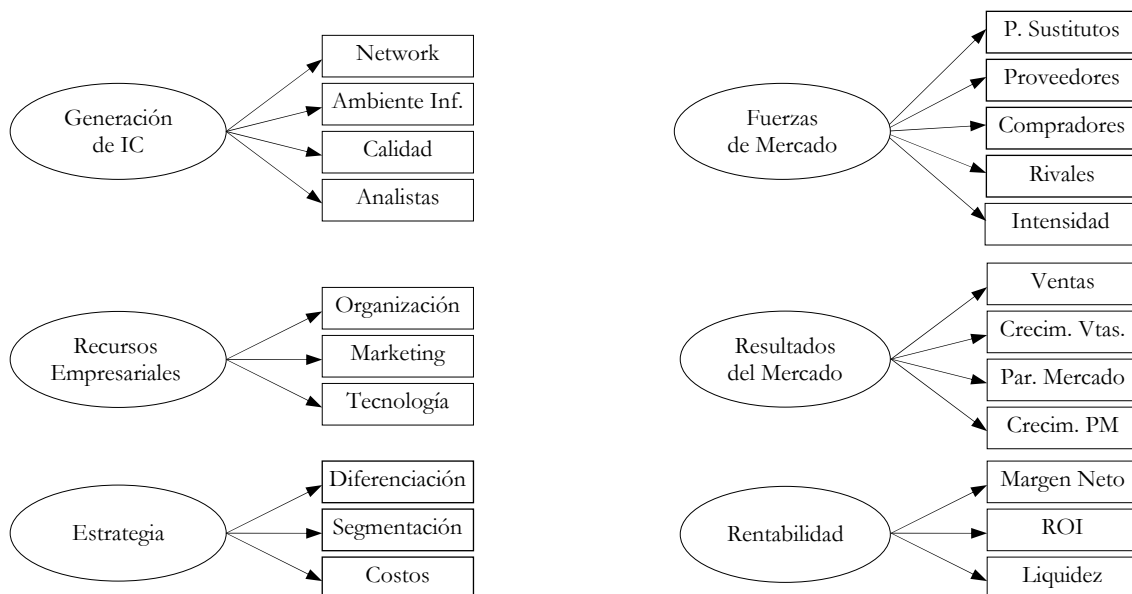 Generación
de IC
Network
Ambiente Inf.
Calidad
Analistas
Fuerzas
de Mercado
P. Sustitutos
Proveedores
Compradores
Rivales
Intensidad
Recursos
Empresariales
Organización
Marketing
Tecnología
Resultados
del Mercado
Ventas
Crecim. Vtas.
Par. Mercado
Crecim. PM
Estrategia
Diferenciación
Segmentación
Costos
Rentabilidad
Margen Neto
ROI
Liquidez